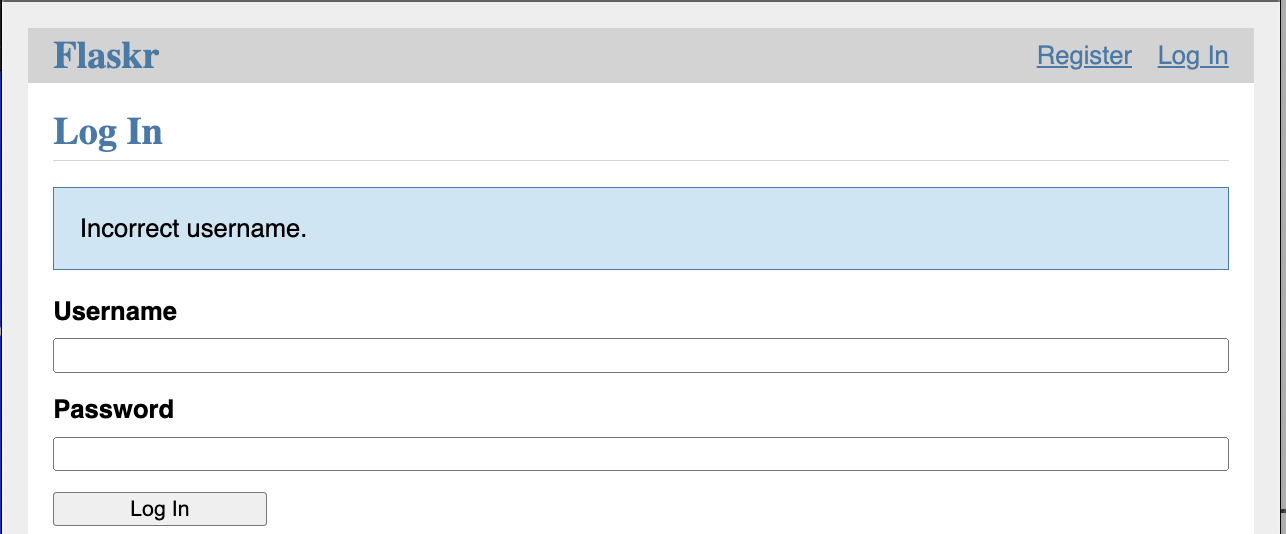 Flaskr Register Log In
Log In
Incorrect username.
Username
Password
Log In